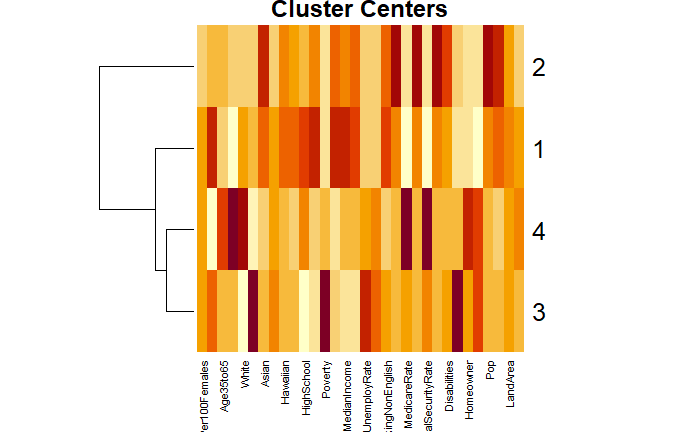 Cluster Centers
2
1
4
3
Age35to65
White
Asian
Hawaiian
HighSchool
Poverty
MedianIncome
MedicareRate
Disabilities
Homeowner
Pop
LandArea